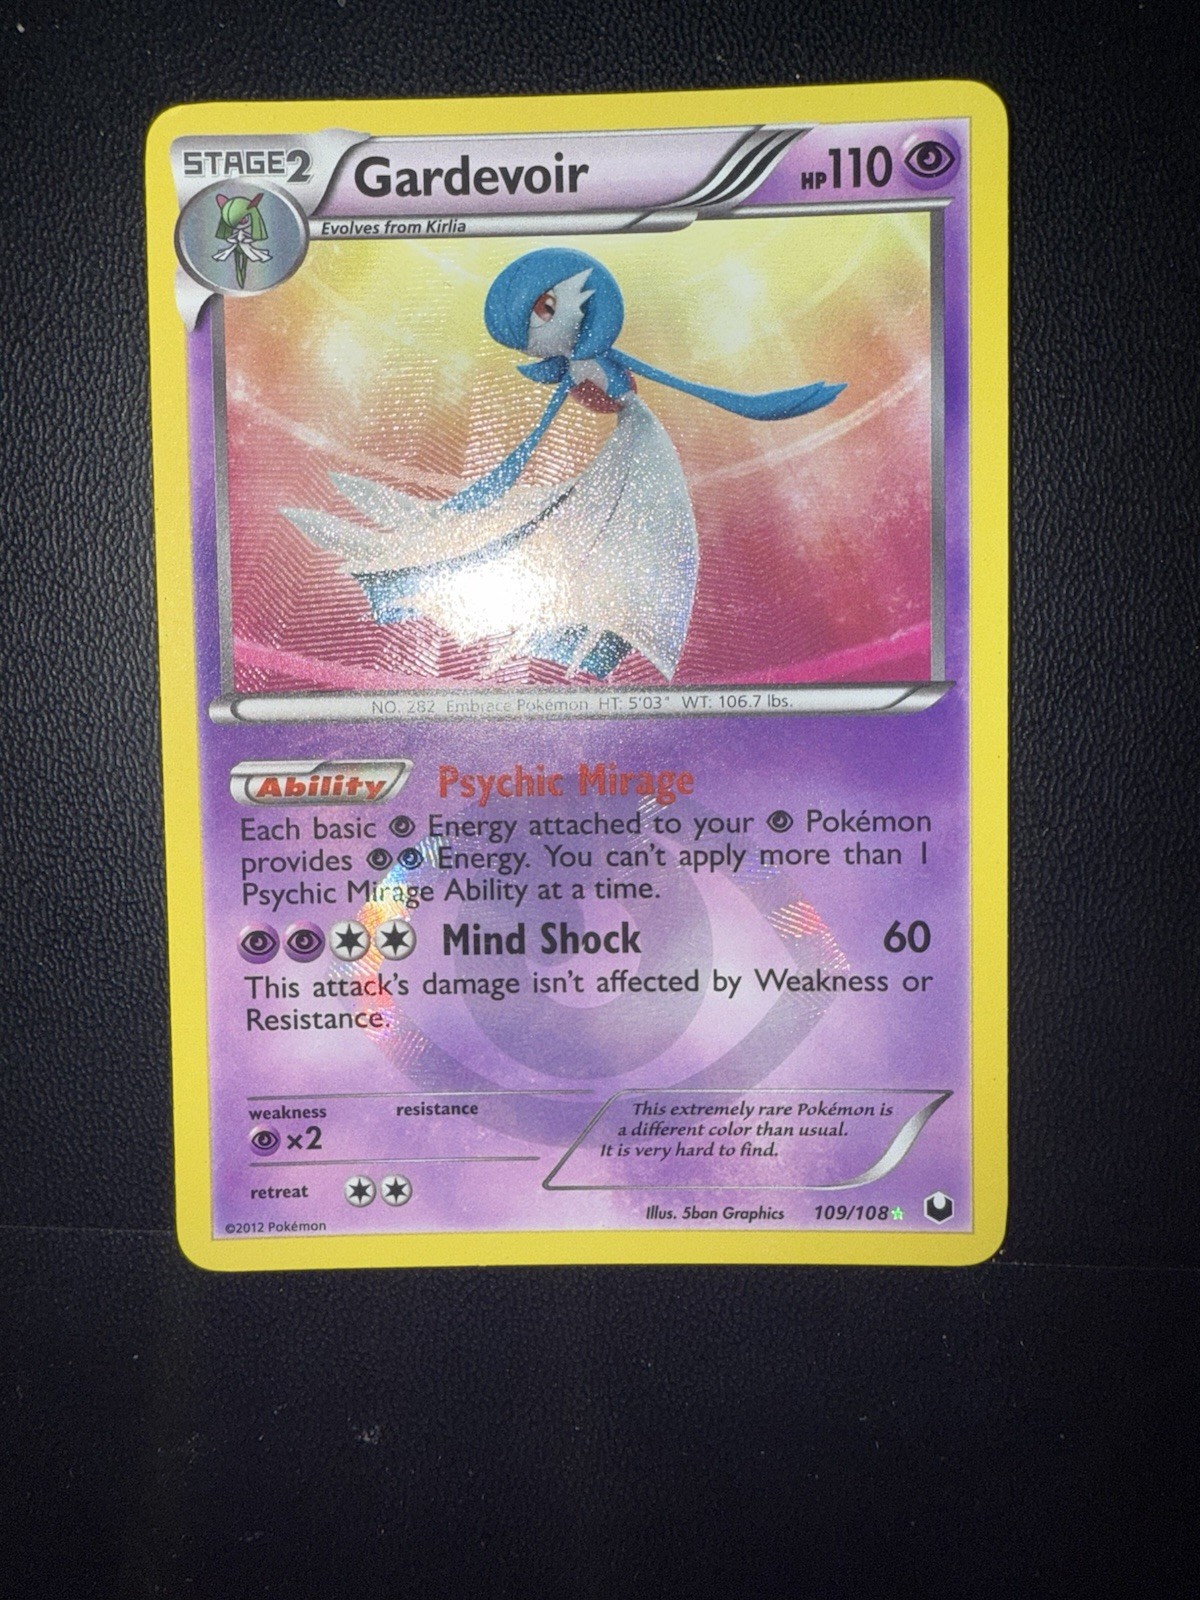 STAGE2
Gardevoir
HP110
Evolves from Kirlia
NO. 282 Embrace Pokémon HT: 5'03" WT: 106.7 lbs.
Ability Psychic Mirage
Each basic Energy attached to your Pokémon
provides Energy. You can't apply more than 1
Psychic Mirage Ability at a time.
Mind Shock 60
This attack's damage isn't affected by Weakness or
Resistance.
weakness resistance
×2
This extremely rare Pokémon is
a different color than usual.
It is very hard to find.
retreat
Illus. 5ban Graphics 109/108
©2012 Pokémon